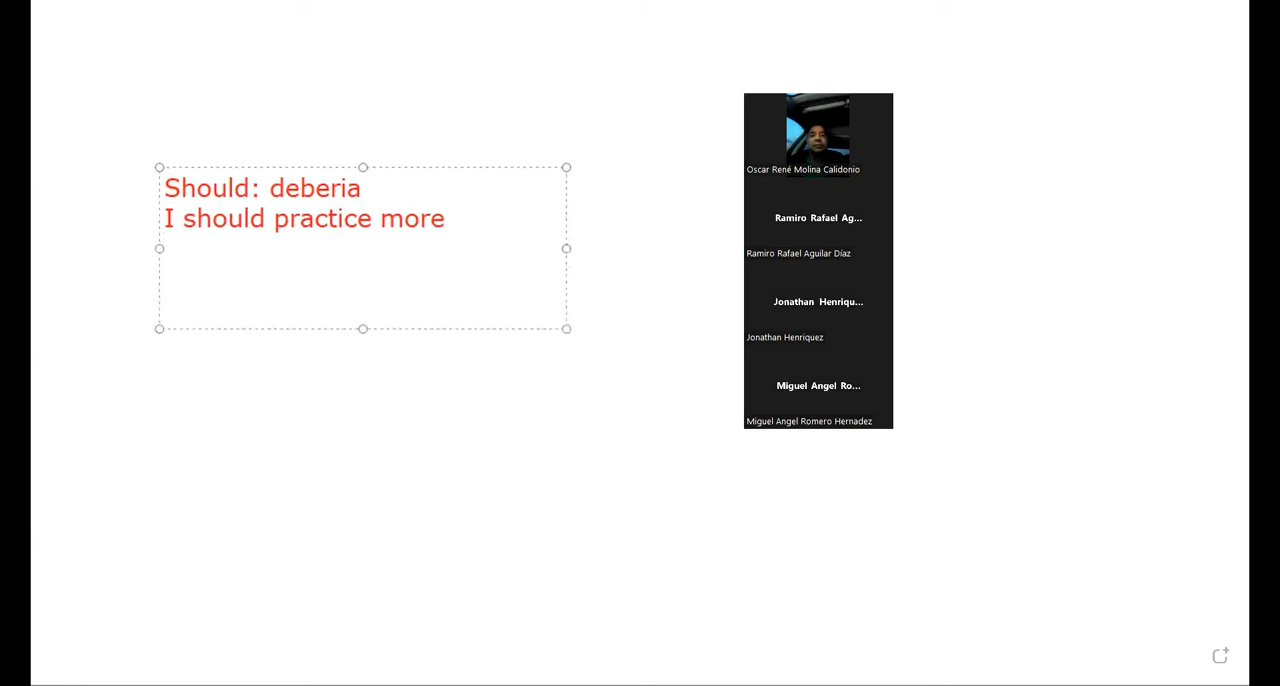 Should: deberia
I should practice more
Oscar René Molina Calidonio
Ramiro Rafael Ag...
Ramiro Rafael Aguilar Díaz
Jonathan Henriqu...
Jonathan Henriquez
Miguel Angel Ro...
Miguel Angel Romero Hernadez